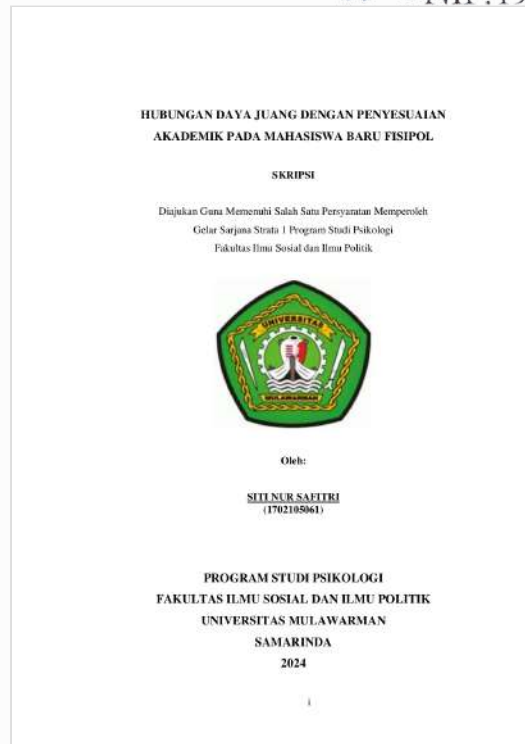 HUBUNGAN DAYA JUANG DENGAN PENYESUAIAN
AKADEMIK PADA MAHASISWA BARU FISIPOL
SKRIPSI
Diajukan Guna Memenuhi Salah Satu Persyaratan Memperoleh
Gelar Sarjana Strata 1 Program Studi Psikologi
Fakultas Ilmu Sosial dan Ilmu Politik
UNIVERSITAS
MULAWARMAN
Oleh:
SITI NUR SAFITRI
(1702105061)
PROGRAM STUDI PSIKOLOGI
FAKULTAS ILMU SOSIAL DAN ILMU POLITIK
UNIVERSITAS MULAWARMAN
SAMARINDA
2024
i